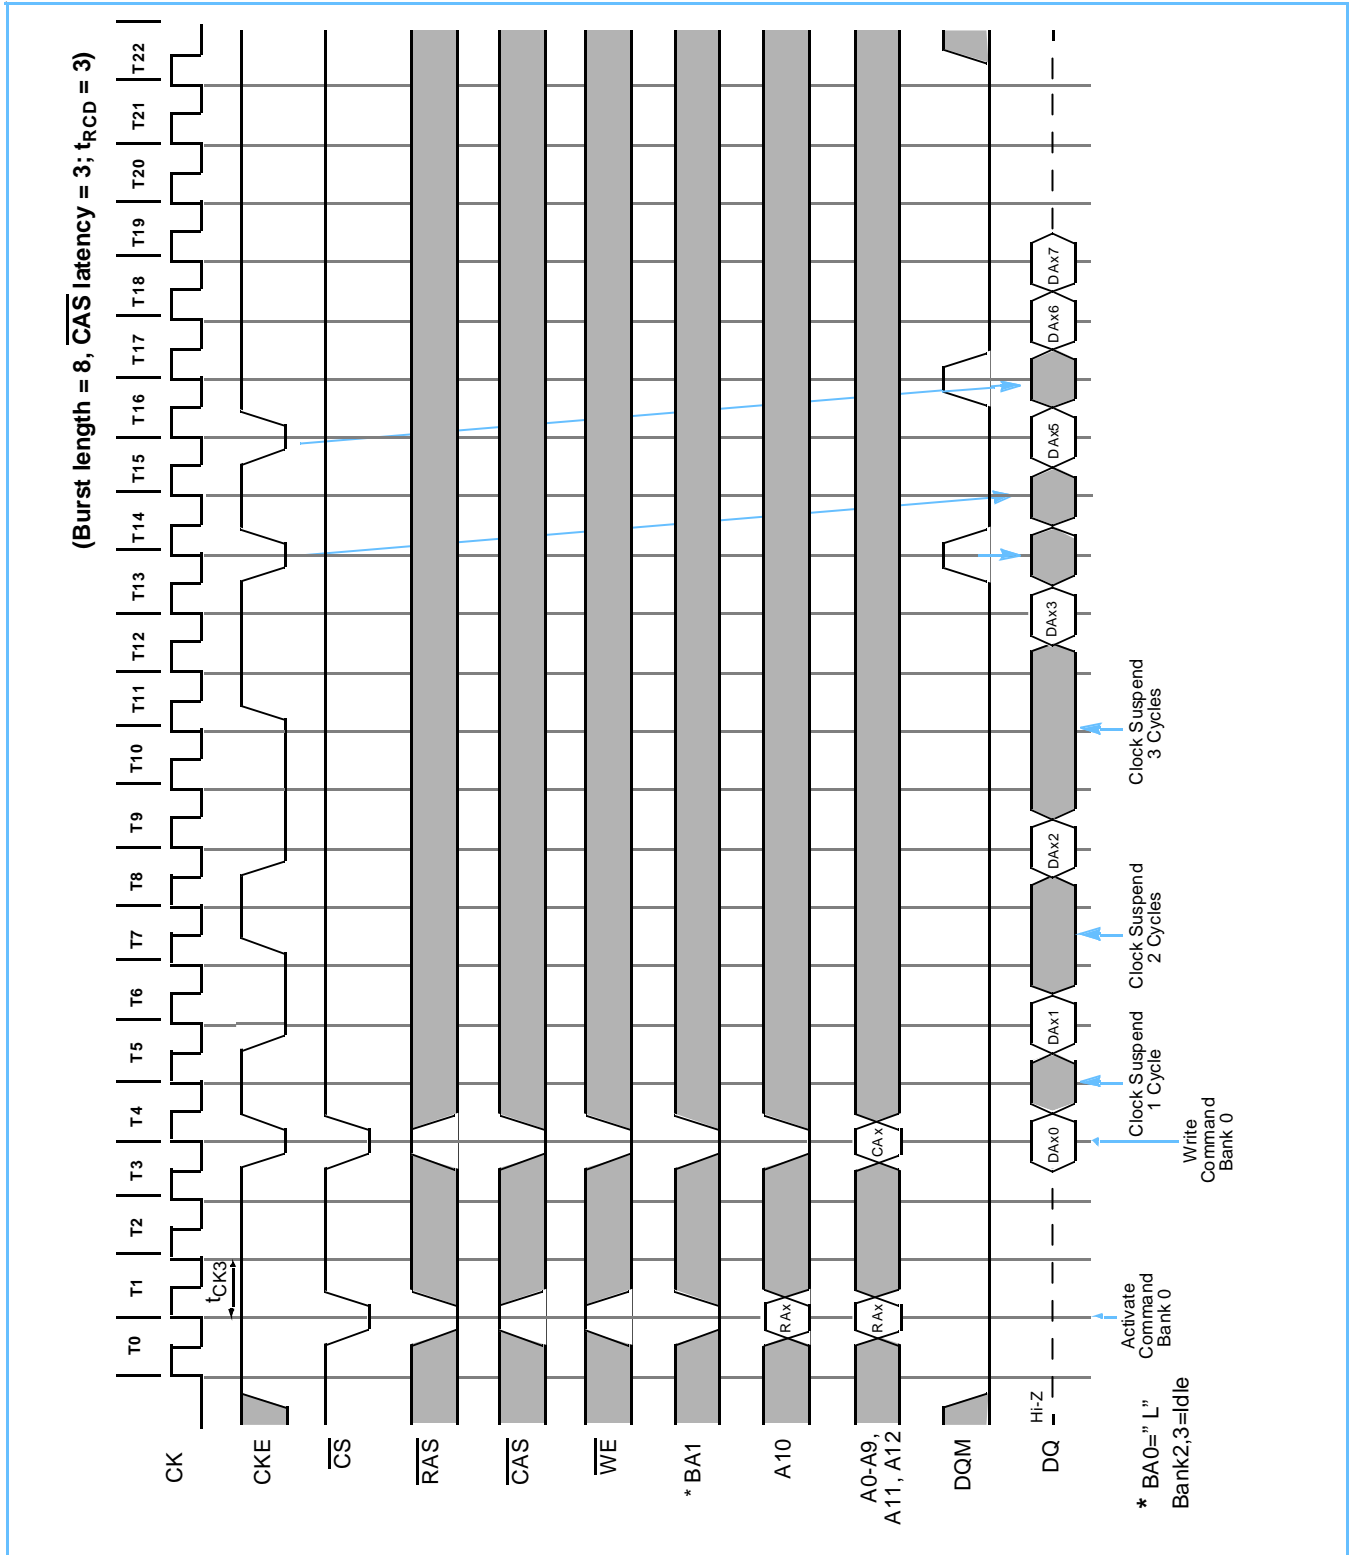 (Burst length = 8, CAS latency = 3; tRCD = 3)
T0 T1 T2 T3 T4 T5 T6 T7 T8 T9 T10 T11 T12 T13 T14 T15 T16 T17 T18 T19 T20 T21 T22
CK
tCK3
CKE
CS
RAS
CAS
WE
* BA1
A10
RAx
A0-A9,
A11, A12
RAx CAx
DQM
DQ
Hi-Z
DAx0 DAx1 DAx2 DAx3 DAx5 DAx6 DAx7
Activate
Command
Bank 0
Write
Command
Bank 0
Clock Suspend
1 Cycle
Clock Suspend
2 Cycles
Clock Suspend
3 Cycles
* BA0=" L"
Bank2,3=Idle